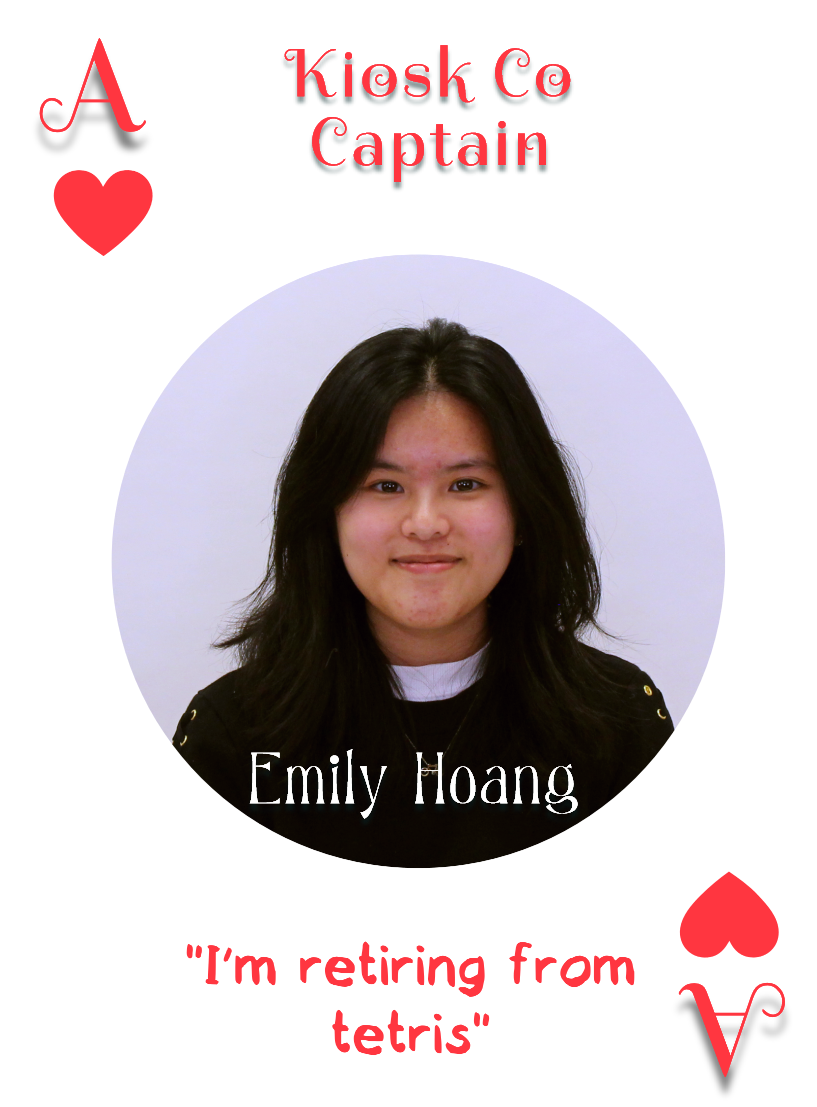 A
Kiosk Co
Captain
Emily Hoang
"I'm retiring from
tetris"
A